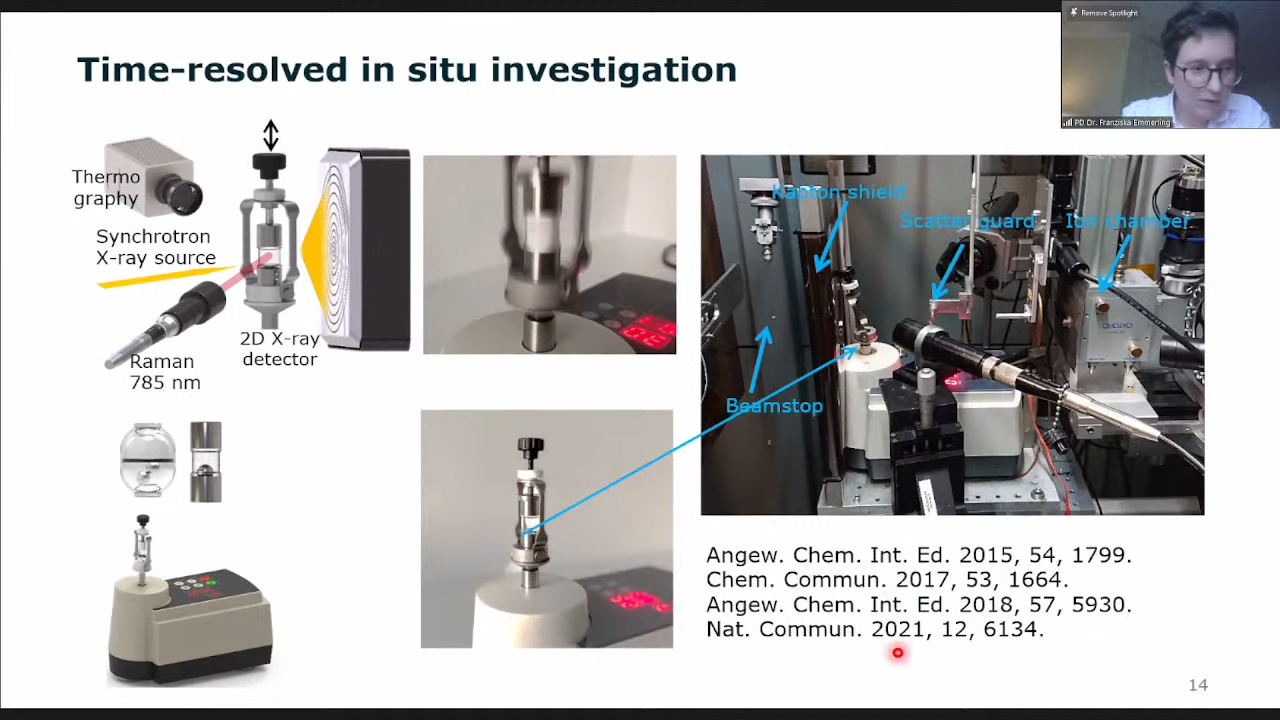 Remove Spotlight
PD Dr. Franziska Emmerling
Time-resolved in situ investigation
Thermo
graphy
Synchrotron
X-ray source
2D X-ray
detector
Raman
785 nm
Kapton shield
Scatter guard
Ion chamber
Beamstop
Angew. Chem. Int. Ed. 2015, 54, 1799.
Chem. Commun. 2017, 53, 1664.
Angew. Chem. Int. Ed. 2018, 57, 5930.
Nat. Commun. 2021, 12, 6134.
14